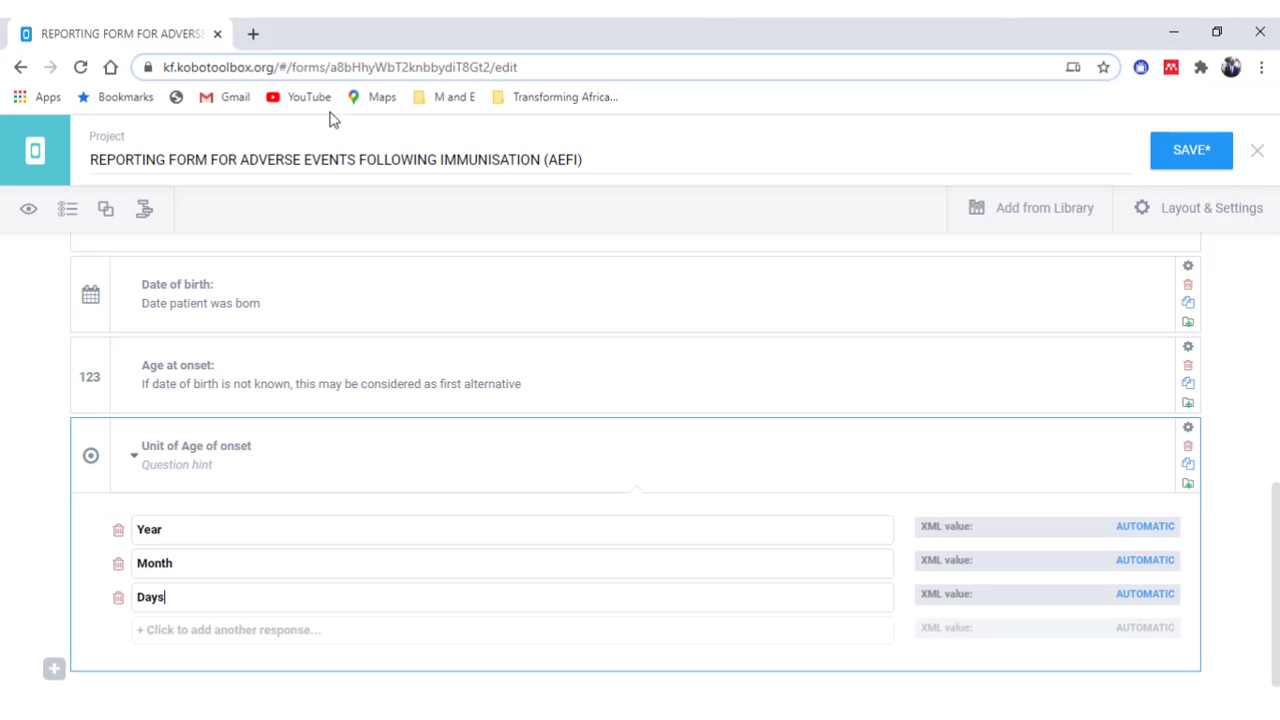 REPORTING FORM FOR ADVERSE
kf.kobotoolbox.org/#/forms/a8bHhyWbT2knbbydiT8Gt2/edit
Apps Bookmarks Gmail YouTube Maps M and E Transforming Africa...
Project
REPORTING FORM FOR ADVERSE EVENTS FOLLOWING IMMUNISATION (AEFI)
SAVE*
Add from Library Layout & Settings
Date of birth:
Date patient was born
123
Age at onset:
If date of birth is not known, this may be considered as first alternative
Unit of Age of onset
Question hint
Year XML value: AUTOMATIC
Month XML value: AUTOMATIC
Days XML value: AUTOMATIC
+ Click to add another response... XML value: AUTOMATIC